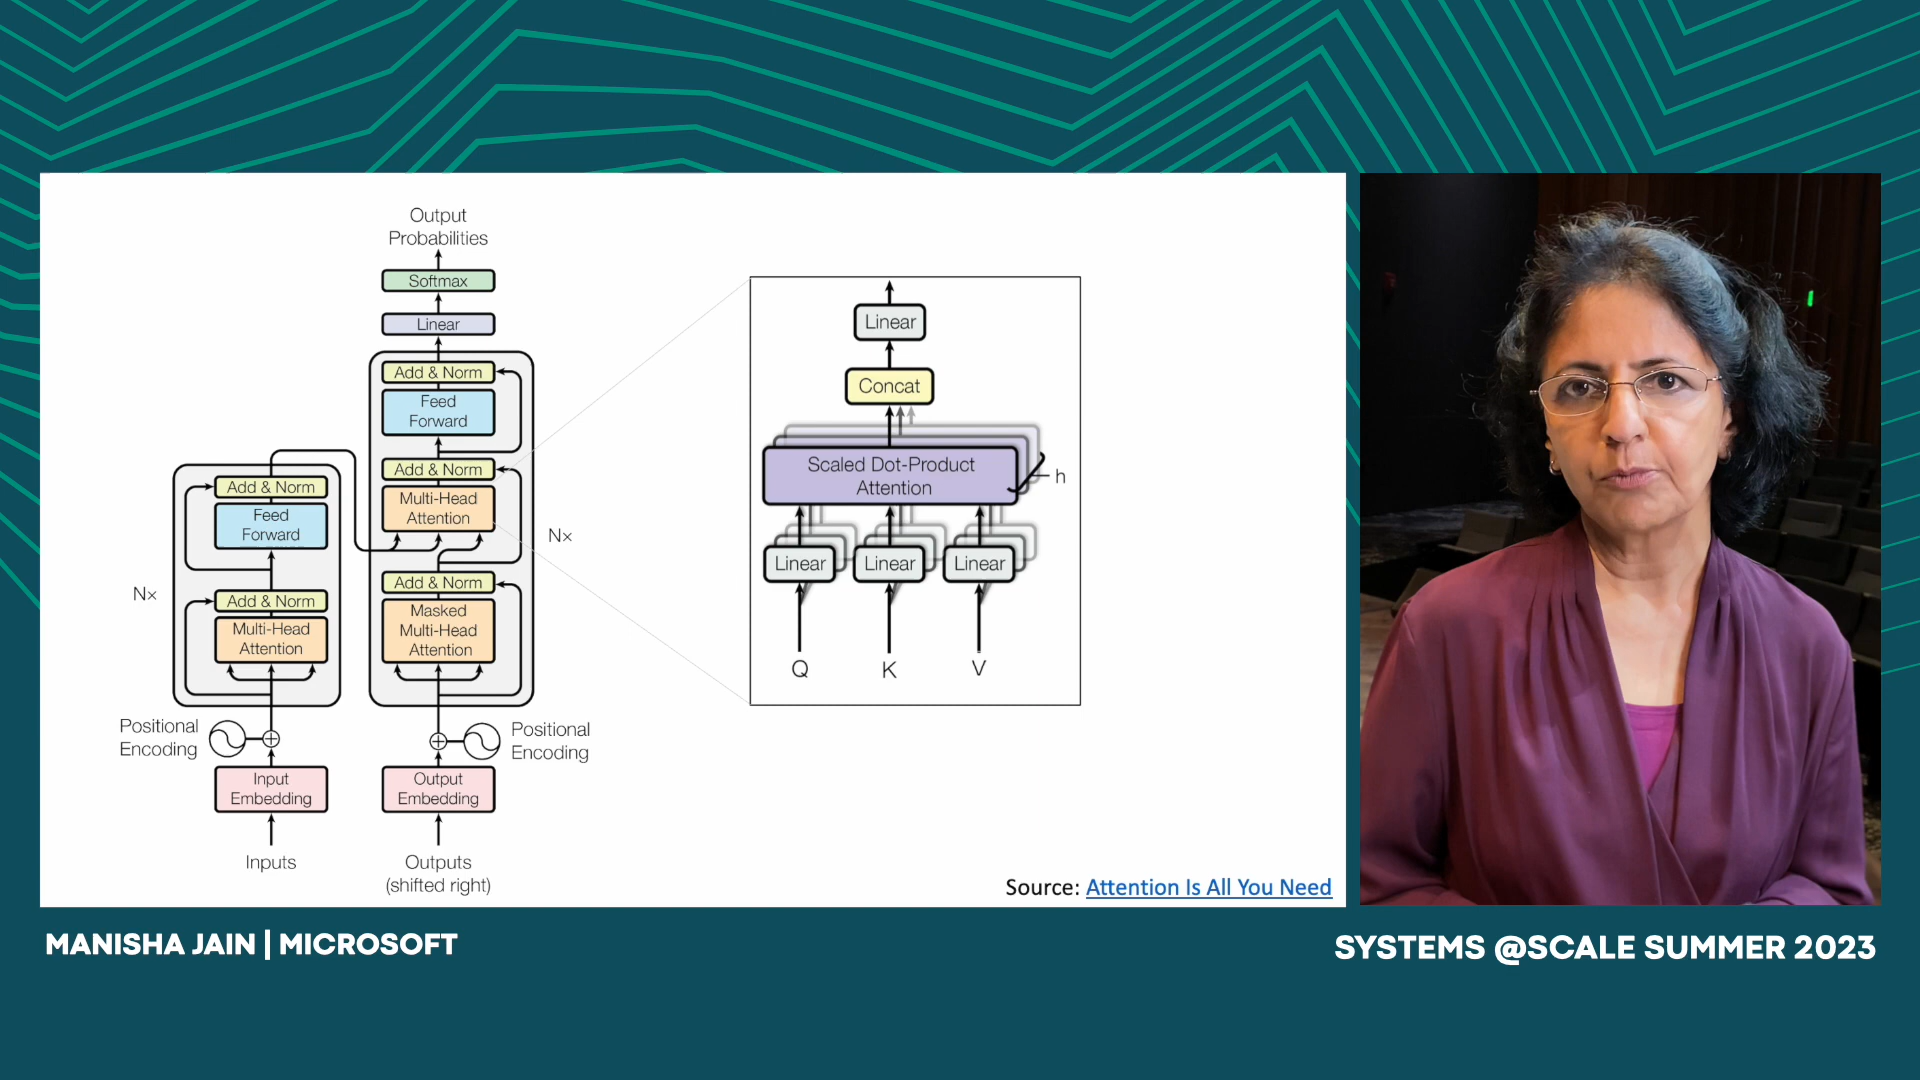 Output
Probabilities
Softmax
Linear
Add & Norm
Feed
Forward
Add & Norm
Multi-Head
Attention
Nx
Add & Norm
Masked
Multi-Head
Attention
Add & Norm
Feed
Forward
Nx
Add & Norm
Multi-Head
Attention
Positional
Encoding
Positional
Encoding
Input
Embedding
Output
Embedding
Inputs
Outputs
(shifted right)
Linear
Concat
Scaled Dot-Product
Attention
h
Linear
Linear
Linear
Q
K
V
Source: Attention Is All You Need
MANISHA JAIN | MICROSOFT
SYSTEMS @SCALE SUMMER 2023